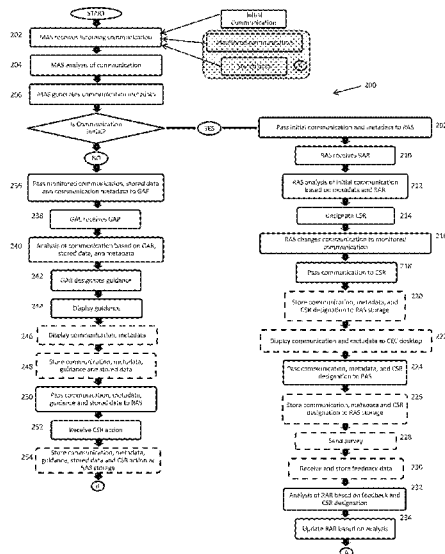 START
Initial
Communication
202
MAS receives incoming communication
Monitored communication
Stored data
204
MAS analysis of communication
206
MAS generates communication metadata
200
Is Communication
Initial?
YES
Pass initial communication and metadata to RAS
NO
RAS receives RAR
210
236
Pass monitored communication, stored data
and communication metadata to GAP
RAS analysis of initial communication
based on metadata and RAR
212
238
GAP receives GAR
Designate CSR
214
240
Analysis of communication based on GAR,
stored data, and metadata
RAS changes communication to monitored
communication
216
242
designates guidance
Pass communication to CSR
218
244
Display guidance
Store communication, metadata, and
CSR designation to RAS storage
220
246
Display communication, metadata
Display communication and metadata to CEC desktop
222
248
Store communication, metadata,
guidance and stored data
Pass communication, metadata, and CSR
designation to RAS
224
250
Pass communication, metadata,
guidance and stored data to RAS
Store communication, metadata and CSR
designation to RAS storage
226
252
Receive CSR action
Send survey
228
254
Store communication, metadata,
guidance, stored data and CSR action at
RAS storage
Receive and store feedback data
230
Analysis of RAR based on feedback and
CSR designation
232
Update RAR based on analysis
234
A